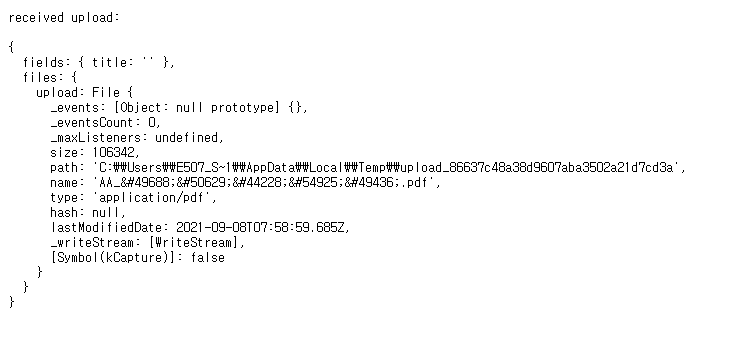 received upload:
{
fields: { title: '' },
files: {
upload: File {
_events: [Object: null prototype] {},
_eventsCount: 0,
_maxListeners: undefined,
size: 106342,
path: 'C:₩₩Users₩₩E507_S~1₩₩AppData₩₩Local₩₩Temp₩₩upload_86637c48a38d9607aba3502a21d7cd3a',
name: 'AA_&#49688;&#50629;&#44228;&#54925;&#49436;.pdf',
type: 'application/pdf',
hash: null,
lastModifiedDate: 2021-09-08T07:58:59.685Z,
_writeStream: [WriteStream],
[Symbol(kCapture)]: false
}
}
}